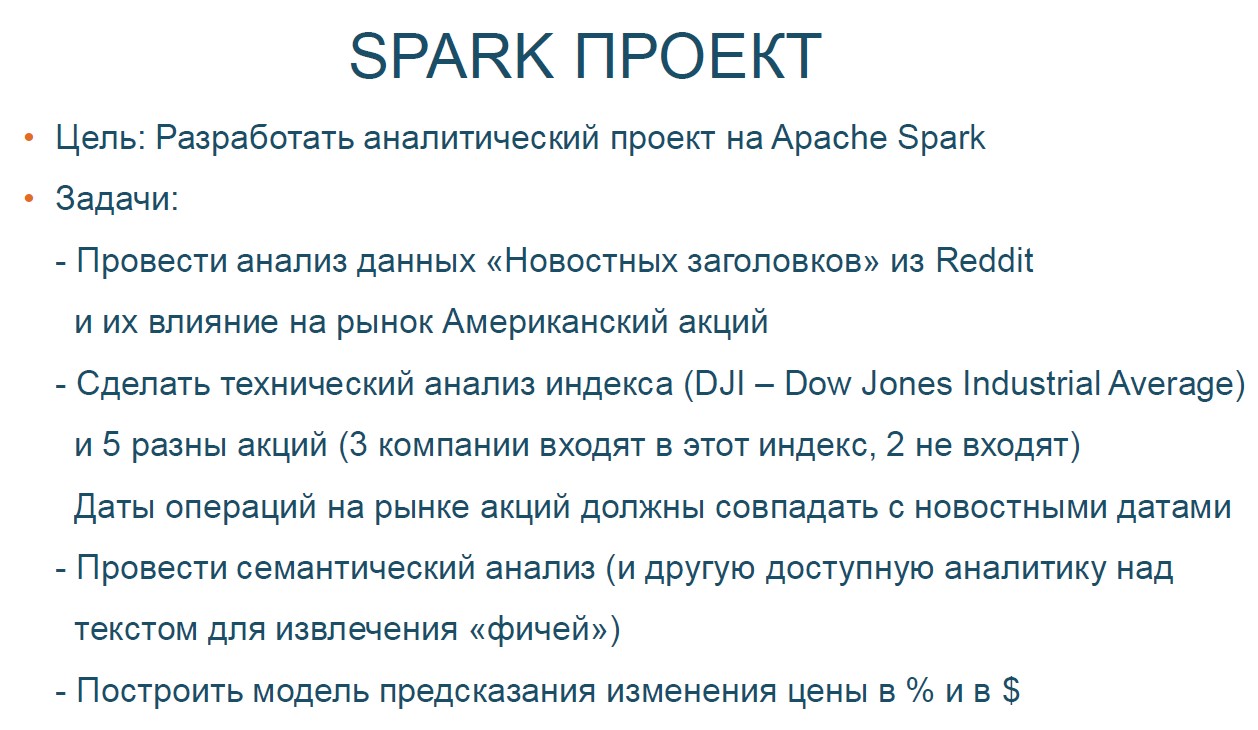 SPARK ПРОЕКТ
• Цель: Разработать аналитический проект на Apache Spark
• Задачи:
- Провести анализ данных «Новостных заголовков» из Reddit
и их влияние на рынок Американский акций
- Сделать технический анализ индекса (DJI – Dow Jones Industrial Average)
и 5 разны акций (3 компании входят в этот индекс, 2 не входят)
Даты операций на рынке акций должны совпадать с новостными датами
- Провести семантический анализ (и другую доступную аналитику над
текстом для извлечения «фичей»)
- Построить модель предсказания изменения цены в % и в $